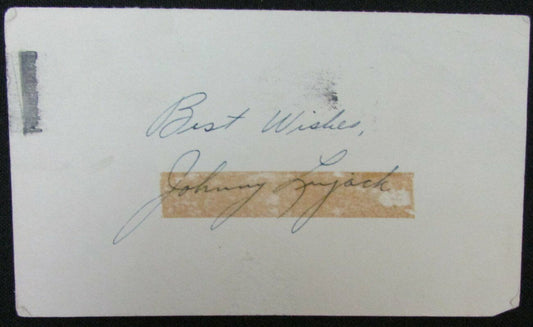 Best Wishes,
Johnny Lujack